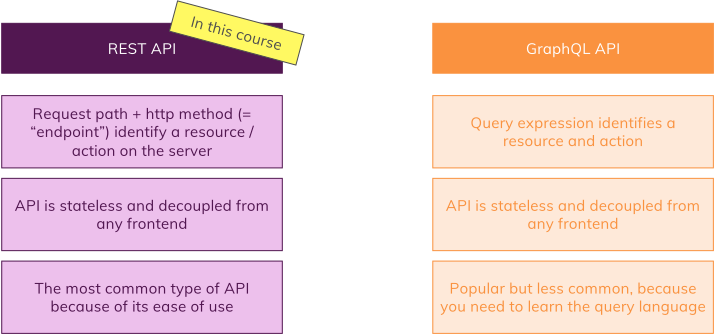 In this course
REST API
Request path + http method (=
“endpoint”) identify a resource /
action on the server
API is stateless and decoupled from
any frontend
The most common type of API
because of its ease of use
GraphQL API
Query expression identifies a
resource and action
API is stateless and decoupled from
any frontend
Popular but less common, because
you need to learn the query language